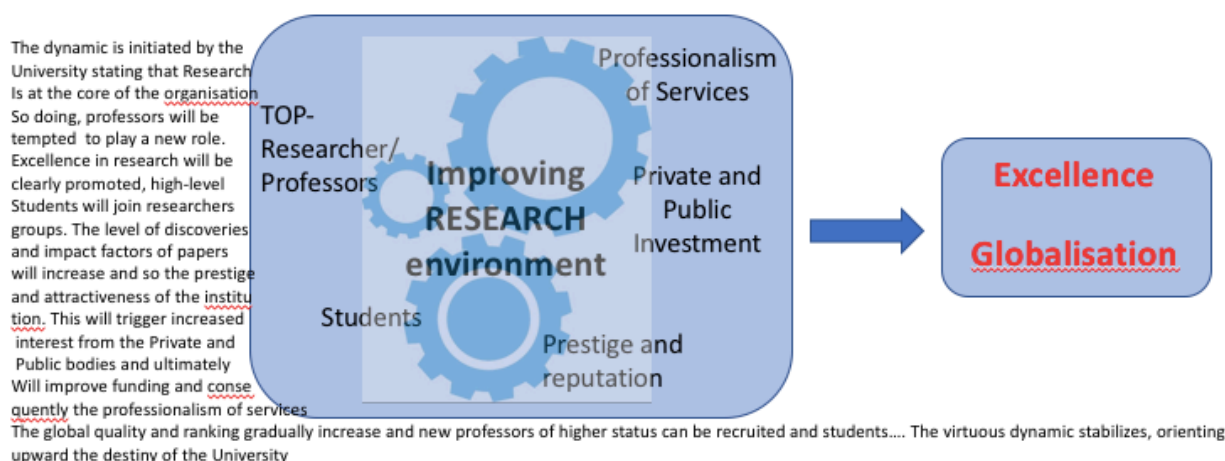 The dynamic is initiated by the
University stating that Research
Is at the core of the organisation
So doing, professors will be
tempted to play a new role.
Excellence in research will be
clearly promoted, high-level
Students will join researchers
groups. The level of discoveries
and impact factors of papers
will increase and so the prestige
and attractiveness of the institu
tion. This will trigger increased
interest from the Private and
Public bodies and ultimately
Will improve funding and conse
quently the professionalism of services
The global quality and ranking gradually increase and new professors of higher status can be recruited and students.... The virtuous dynamic stabilizes, orienting
upward the destiny of the University
TOP-
Researcher/
Professors
Students
Improving
RESEARCH
environment
Professionalism
of Services
Private and
Public
Investment
Prestige and
reputation
Excellence
Globalisation